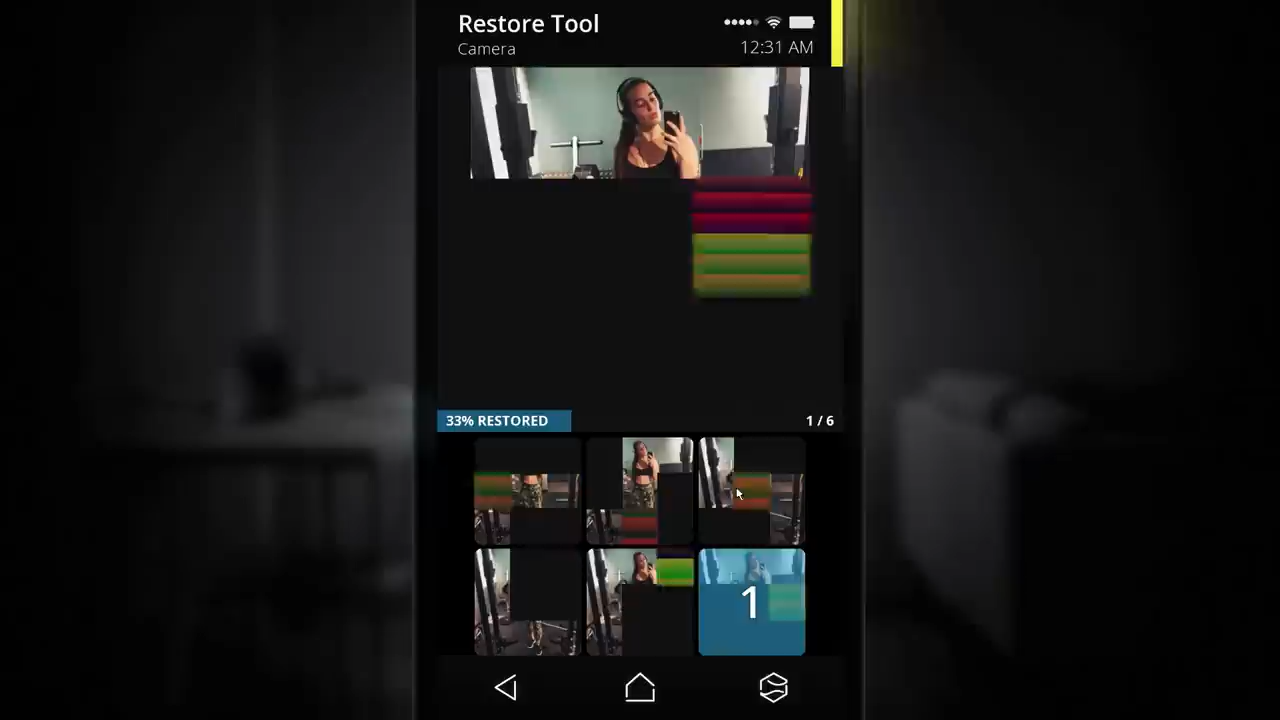 Restore Tool
Camera
12:31 AM
33% RESTORED
1 / 6
1